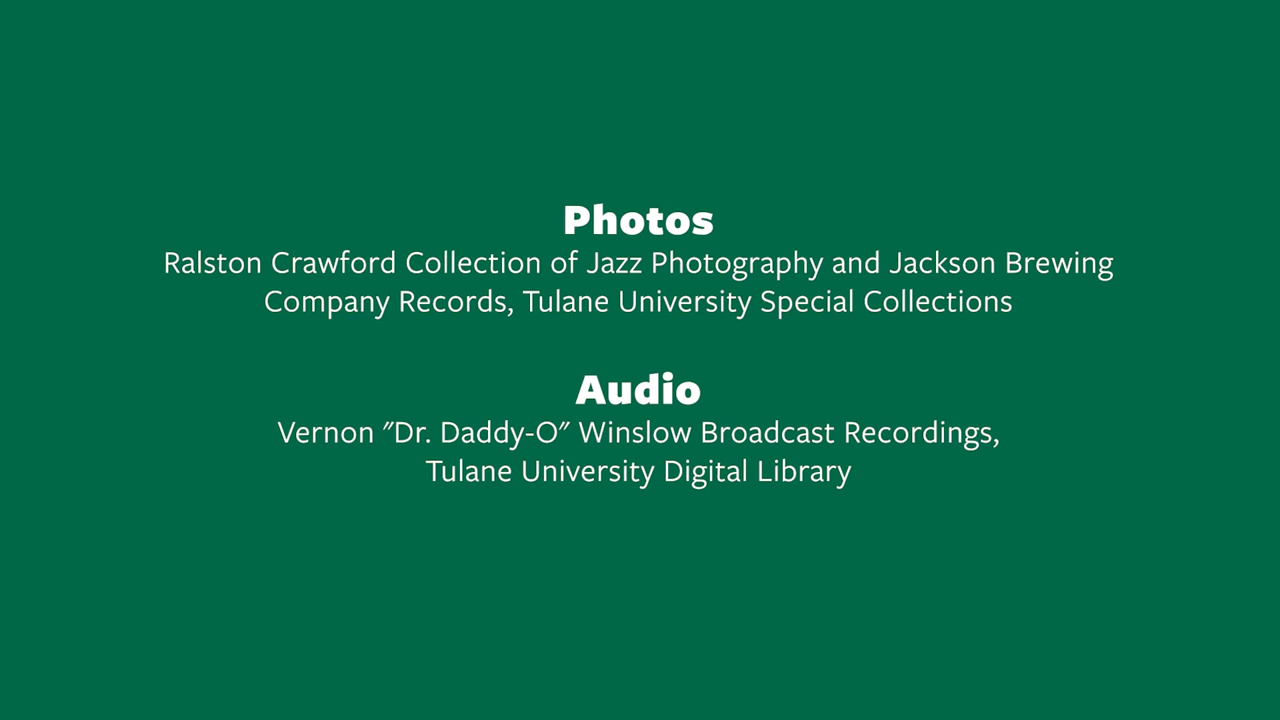 Photos
Ralston Crawford Collection of Jazz Photography and Jackson Brewing
Company Records, Tulane University Special Collections
Audio
Vernon "Dr. Daddy-O" Winslow Broadcast Recordings,
Tulane University Digital Library